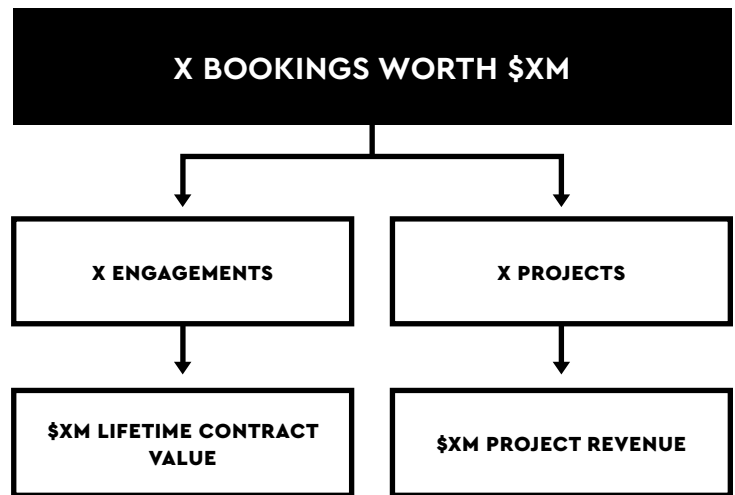 X BOOKINGS WORTH $XM
X ENGAGEMENTS
X PROJECTS
$XM LIFETIME CONTRACT
VALUE
$XM PROJECT REVENUE